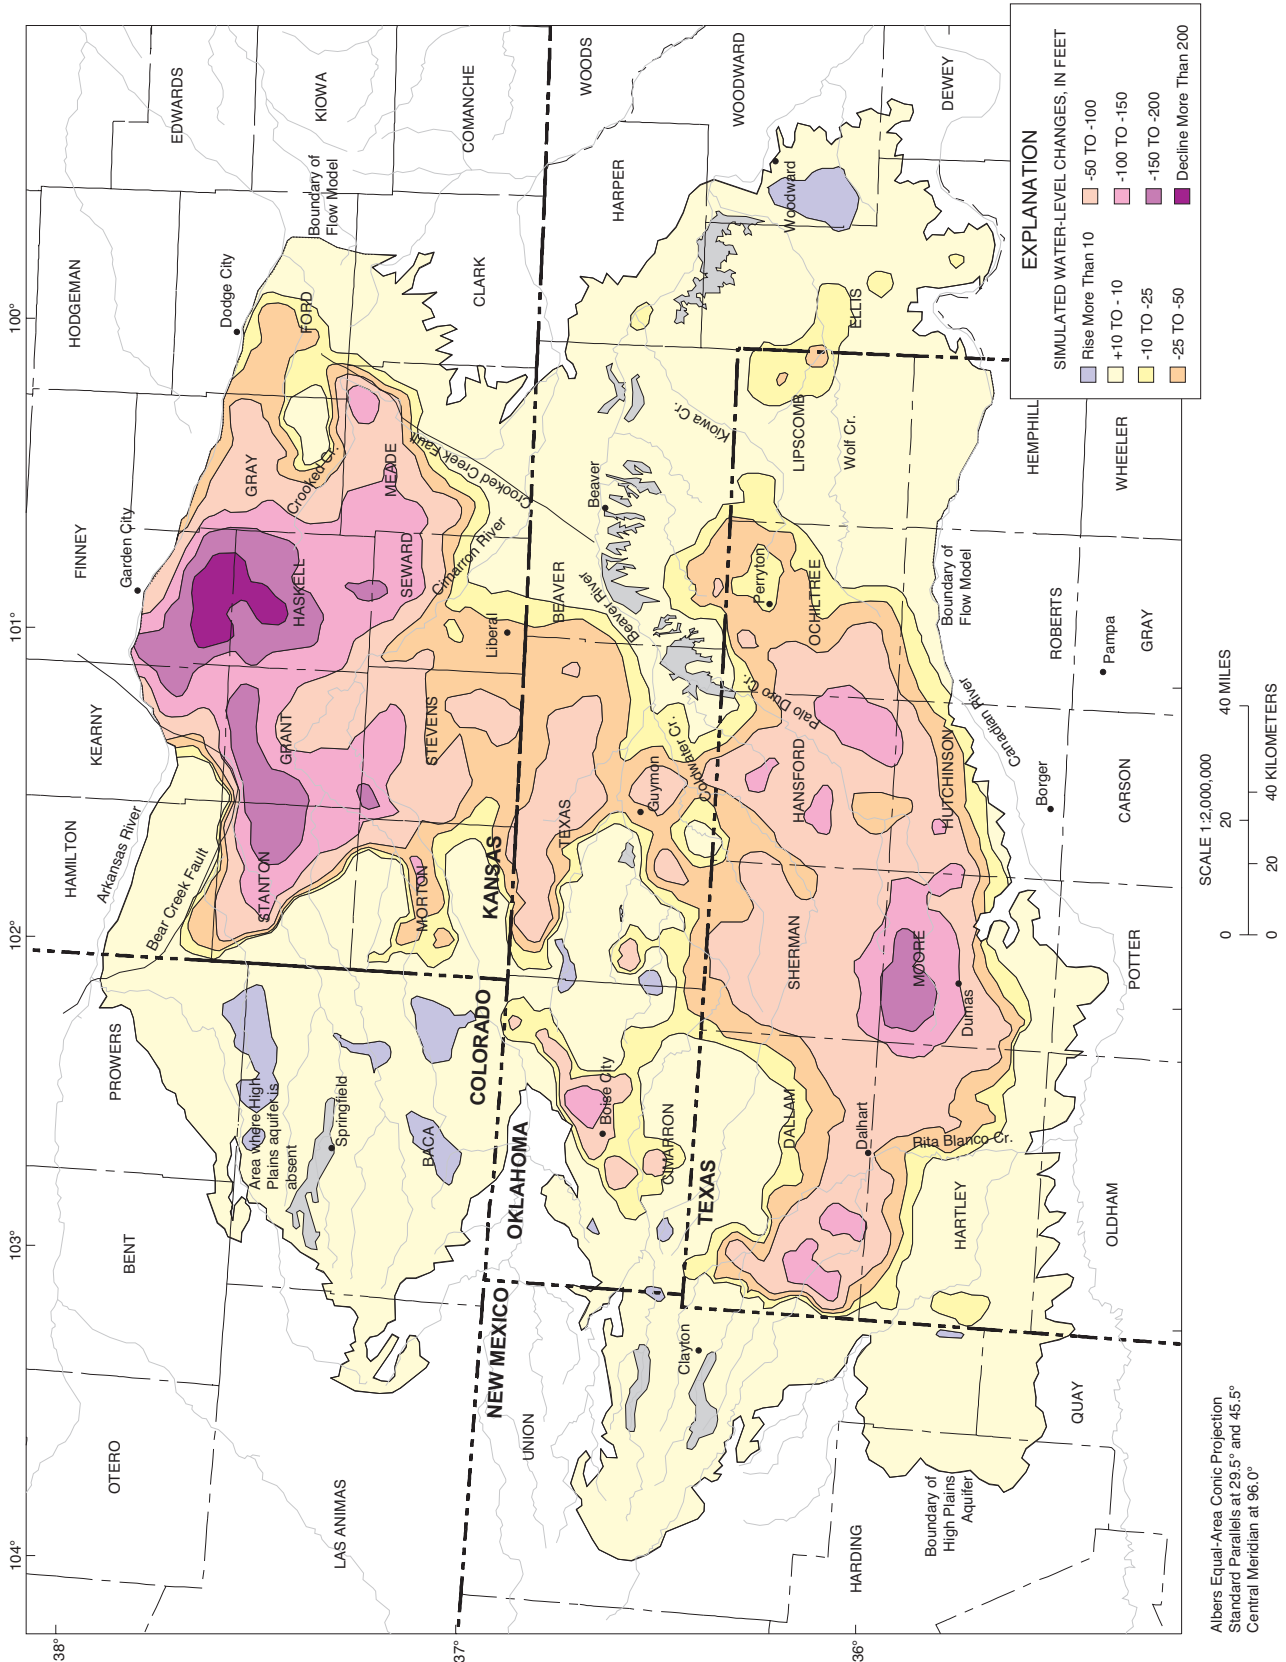 104°
103°
102°
101°
100°
38°
37°
36°
OTERO
BENT
PROWERS
HAMILTON
KEARNY
FINNEY
HODGEMAN
EDWARDS
Garden City
Dodge City
Arkansas River
Bear Creek Fault
GRAY
FORD
KIOWA
Boundary of
Flow Model
Crooked Cr.
Area where High
Plains aquifer is
absent
Springfield
LAS ANIMAS
BACA
STANTON
GRANT
HASKELL
MORTON
STEVENS
SEWARD
MEADE
CLARK
COMANCHE
Crooked Creek Fault
Cimarron River
Liberal
COLORADO
KANSAS
NEW MEXICO
OKLAHOMA
UNION
Boise City
CIMARRON
TEXAS
Guymon
BEAVER
Beaver River
Beaver River
Beaver
HARPER
WOODS
WOODWARD
Woodward
Kiowa Cr.
Coldwater Cr.
Palo Duro Cr.
Clayton
TEXAS
DALLAM
SHERMAN
HANSFORD
OCHILTREE
Perryton
LIPSCOMB
Wolf Cr.
ELLIS
DEWEY
Dalhart
Rita Blanco Cr.
HARTLEY
MOORE
Dumas
HUTCHINSON
Boundary of
Flow Model
Canadian River
ROBERTS
HEMPHILL
HARDING
Boundary of
High Plains
Aquifer
QUAY
OLDHAM
POTTER
CARSON
Borger
Pampa
GRAY
WHEELER
EXPLANATION
SIMULATED WATER-LEVEL CHANGES, IN FEET
Rise More Than 10
+10 TO - 10
-10 TO -25
-25 TO -50
-50 TO -100
-100 TO -150
-150 TO -200
Decline More Than 200
SCALE 1:2,000,000
0 20 40 MILES
0 20 40 KILOMETERS
Albers Equal-Area Conic Projection
Standard Parallels at 29.5° and 45.5°
Central Meridian at 96.0°